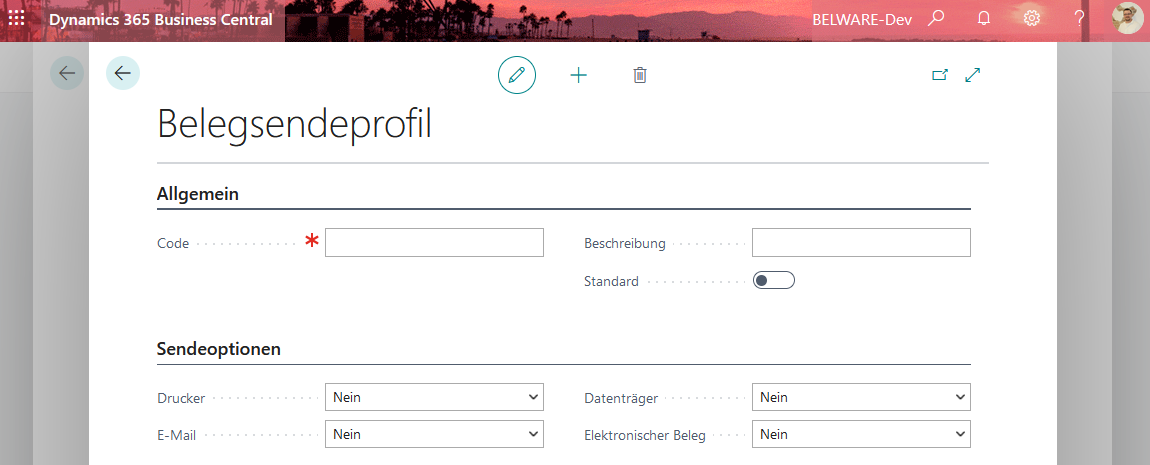 Dynamics 365 Business Central BELWARE-Dev ?
Belegsendeprofil
Allgemein
Code * Beschreibung
Standard
Sendeoptionen
Drucker Nein Datenträger Nein
E-Mail Nein Elektronischer Beleg Nein